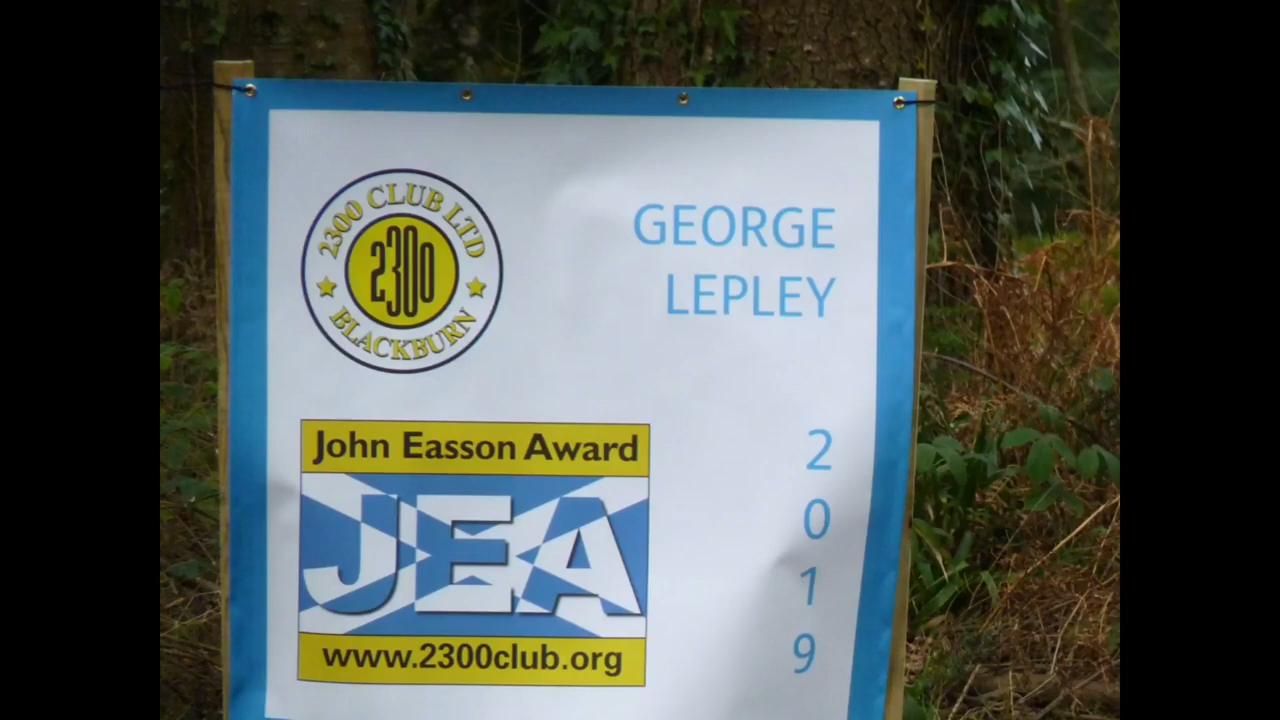 2300 CLUB LTD
2300
BLACKBURN
GEORGE
LEPLEY
John Easson Award
JEA
www.2300club.org
2
0
1
9